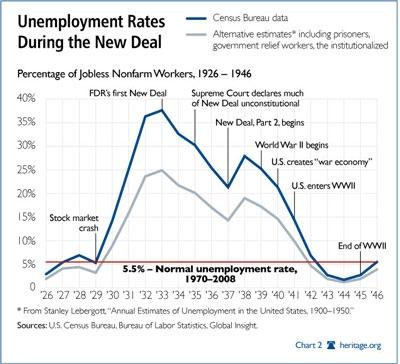 Unemployment Rates
During the New Deal
Census Bureau data
Alternative estimates* including prisoners,
government relief workers, the institutionalized
Percentage of Jobless Nonfarm Workers, 1926 – 1946
40%
35%
30%
25%
20%
15%
10%
5%
0%
FDR's first New Deal
Supreme Court declares much
of New Deal unconstitutional
New Deal, Part 2, begins
World War II begins
U.S. creates "war economy"
U.S. enters WWII
Stock market
crash
End of WWII
5.5% – Normal unemployment rate,
1970–2008
'26 '27 '28 '29 '30 '31 '32 '33 '34 '35 '36 '37 '38 '39 '40 '41 '42 '43 '44 '45 '46
* From Stanley Lebergott, "Annual Estimates of Unemployment in the United States, 1900–1950."
Sources: U.S. Census Bureau, Bureau of Labor Statistics, Global Insight.
Chart 2 heritage.org